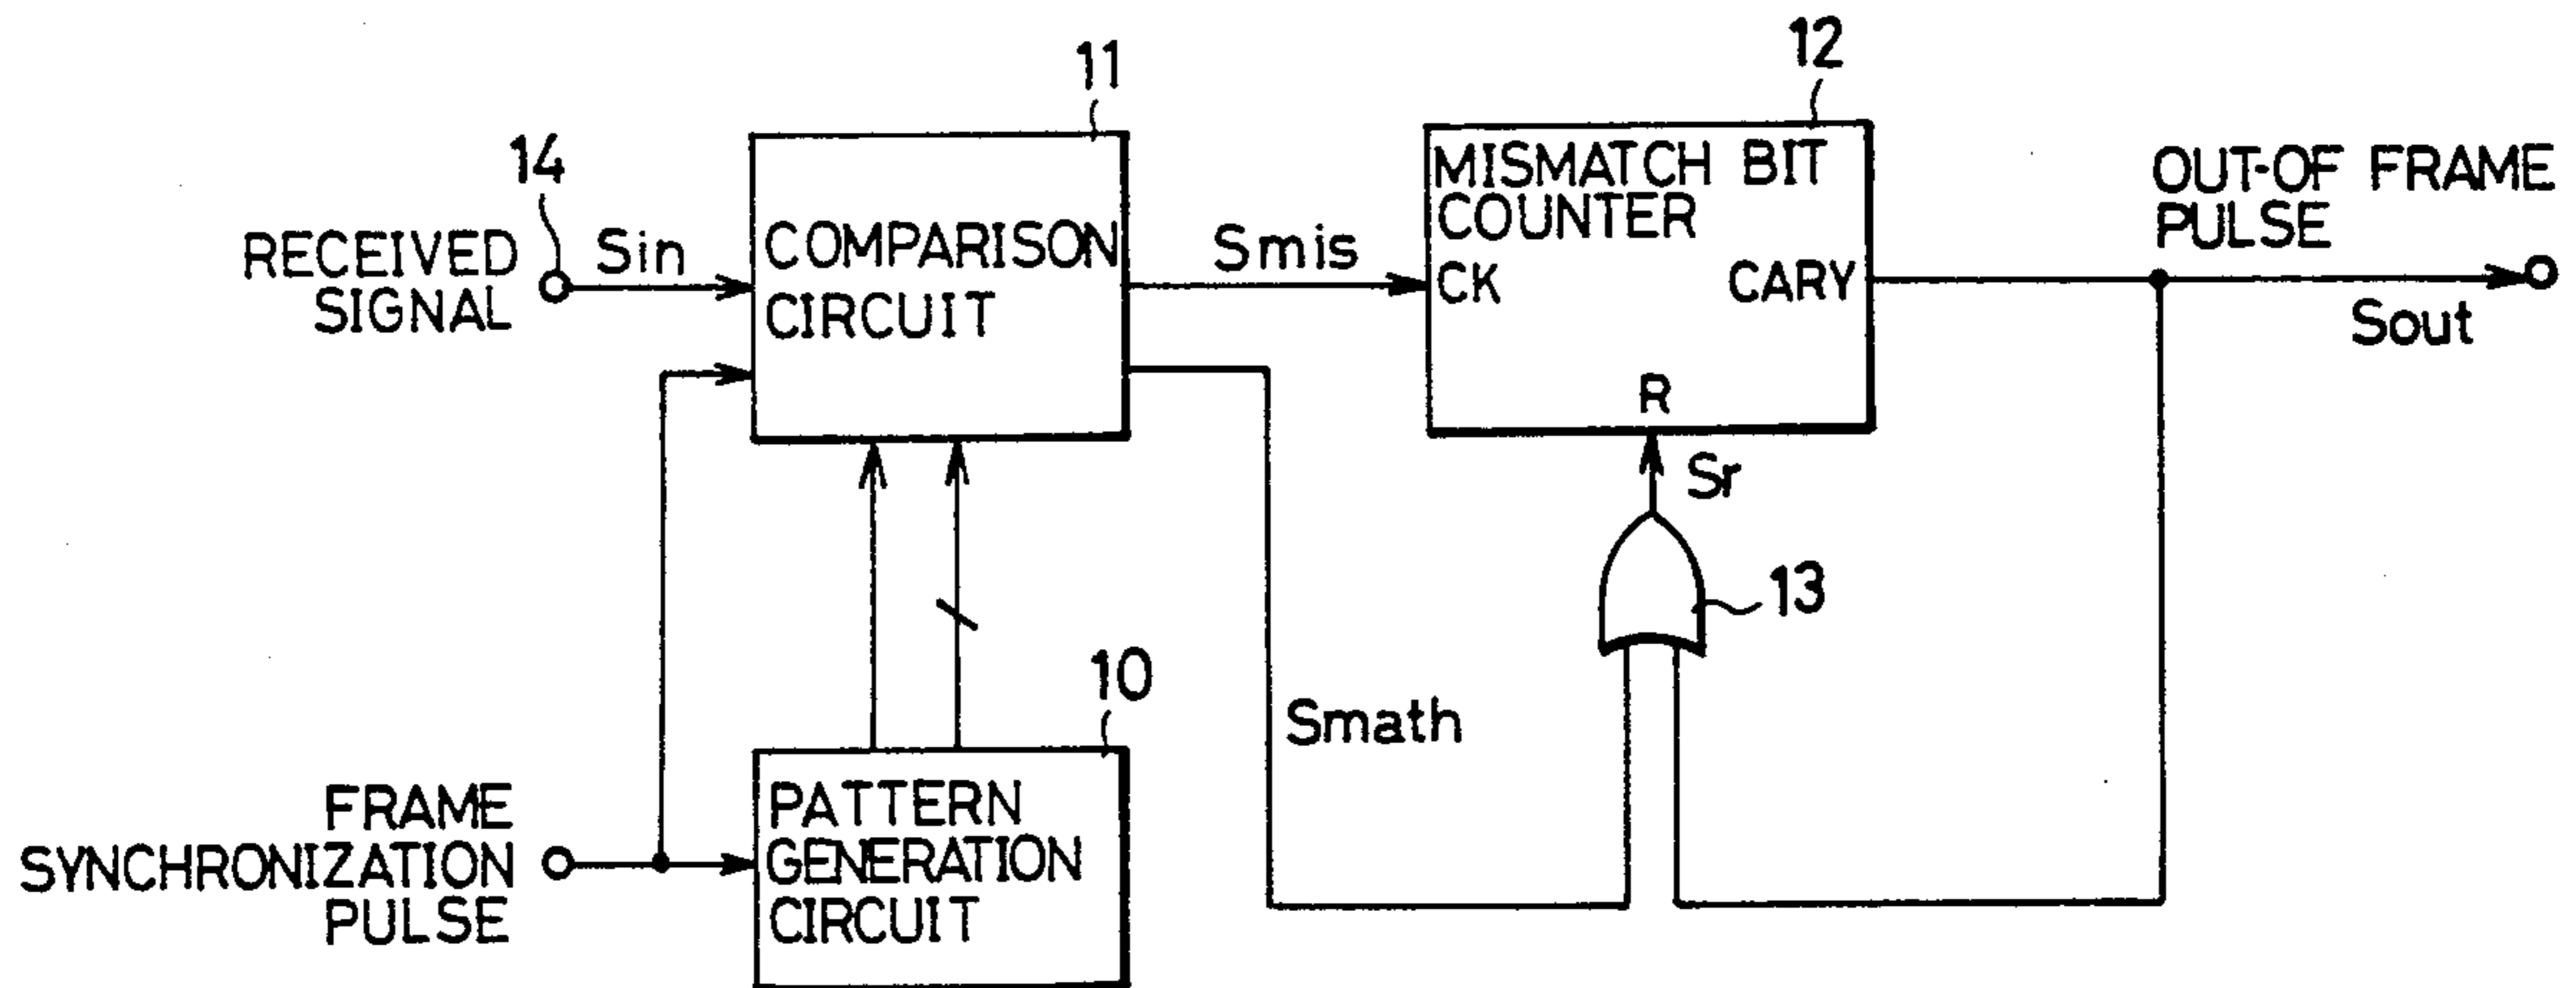 11
12
14
RECEIVED
SIGNAL
Sin
COMPARISON
CIRCUIT
Smis
MISMATCH BIT
COUNTER
CK
CARY
R
OUT-OF FRAME
PULSE
Sout
Sr
13
Smath
10
FRAME
SYNCHRONIZATION
PULSE
PATTERN
GENERATION
CIRCUIT